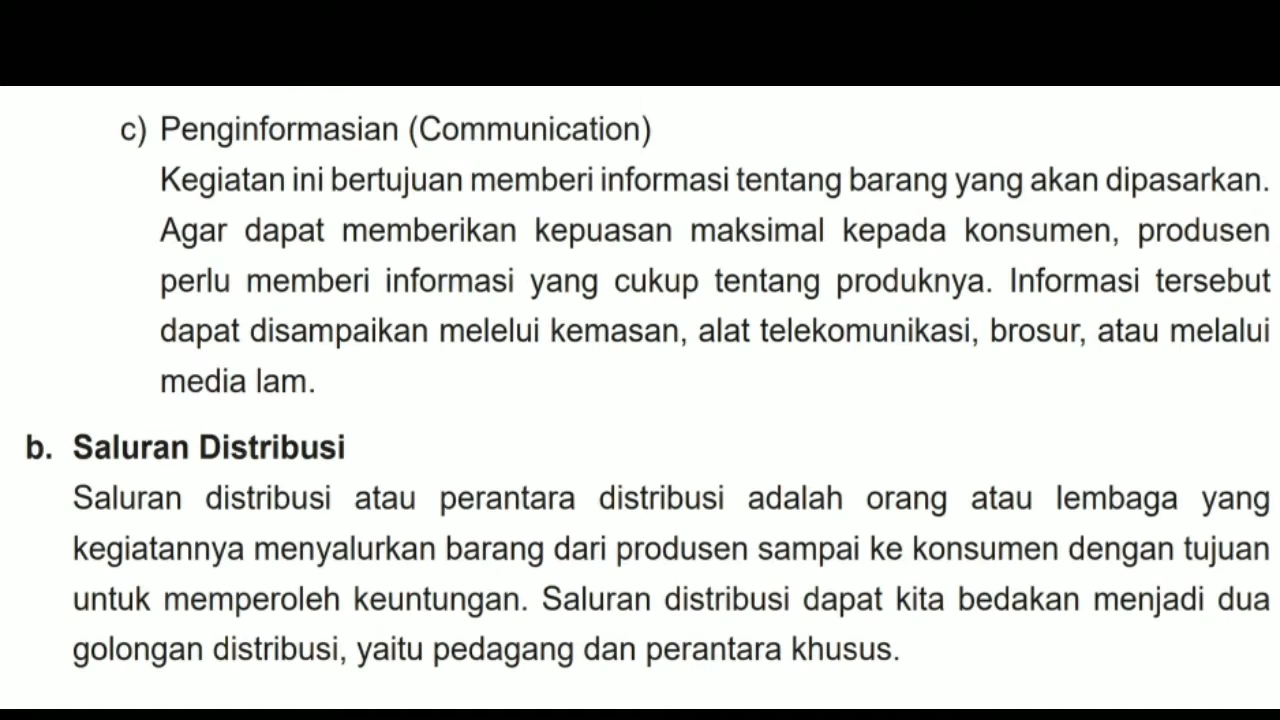 c) Penginformasian (Communication)
Kegiatan ini bertujuan memberi informasi tentang barang yang akan dipasarkan.
Agar dapat memberikan kepuasan maksimal kepada konsumen, produsen
perlu memberi informasi yang cukup tentang produknya. Informasi tersebut
dapat disampaikan melelui kemasan, alat telekomunikasi, brosur, atau melalui
media lam.
b. Saluran Distribusi
Saluran distribusi atau perantara distribusi adalah orang atau lembaga yang
kegiatannya menyalurkan barang dari produsen sampai ke konsumen dengan tujuan
untuk memperoleh keuntungan. Saluran distribusi dapat kita bedakan menjadi dua
golongan distribusi, yaitu pedagang dan perantara khusus.